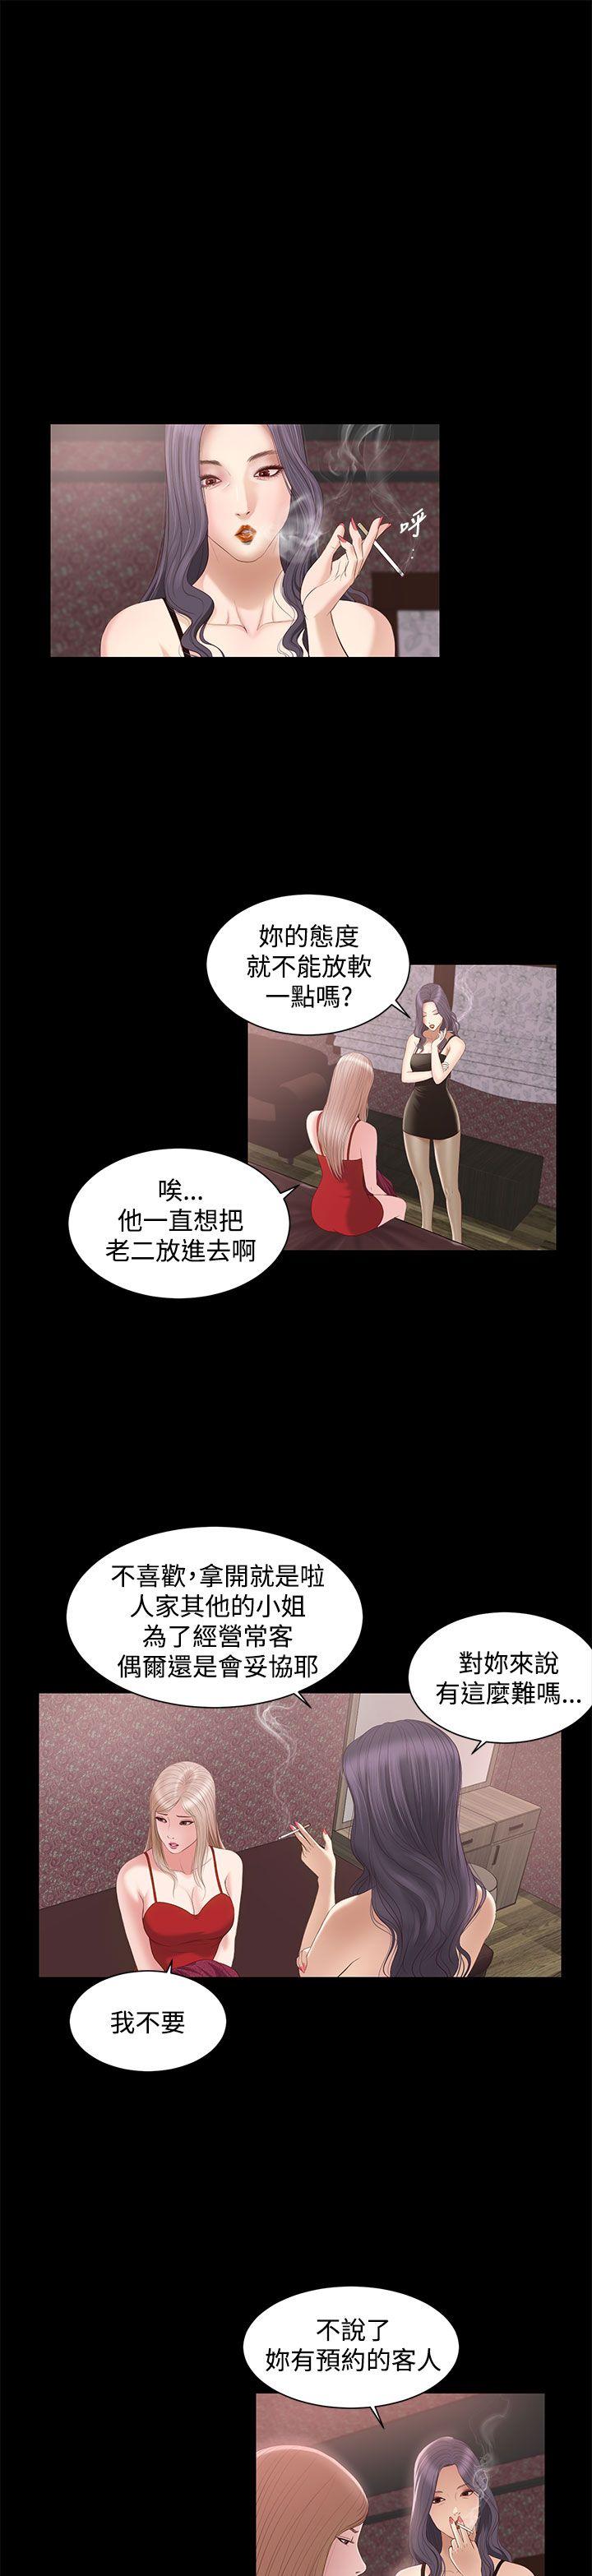 呼
妳的態度
就不能放軟
一點嗎?
唉...
他一直想把
老二放進去啊
不喜歡,拿開就是啦
人家其他的小姐
為了經營常客
偶爾還是會妥協耶
對妳來說
有這麼難嗎...
我不要
不說了
妳有預約的客人